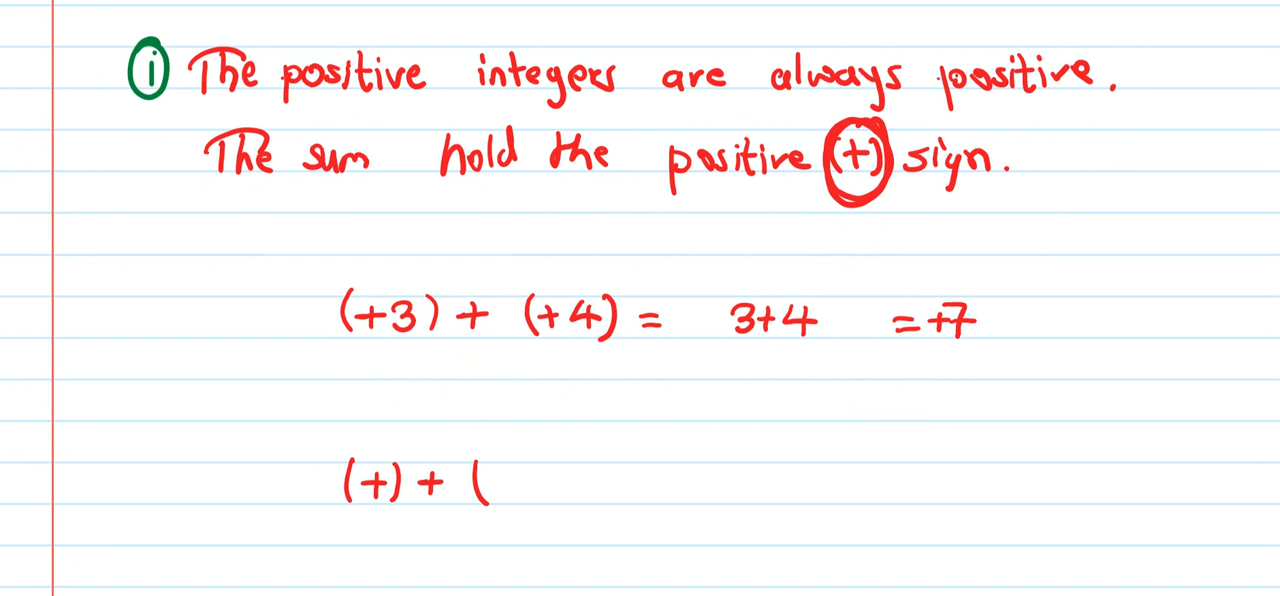 i The positive integers are always positive.
The sum hold the positive (+) sign.
(+3) + (+4) = 3+4 = +7
(+) + (